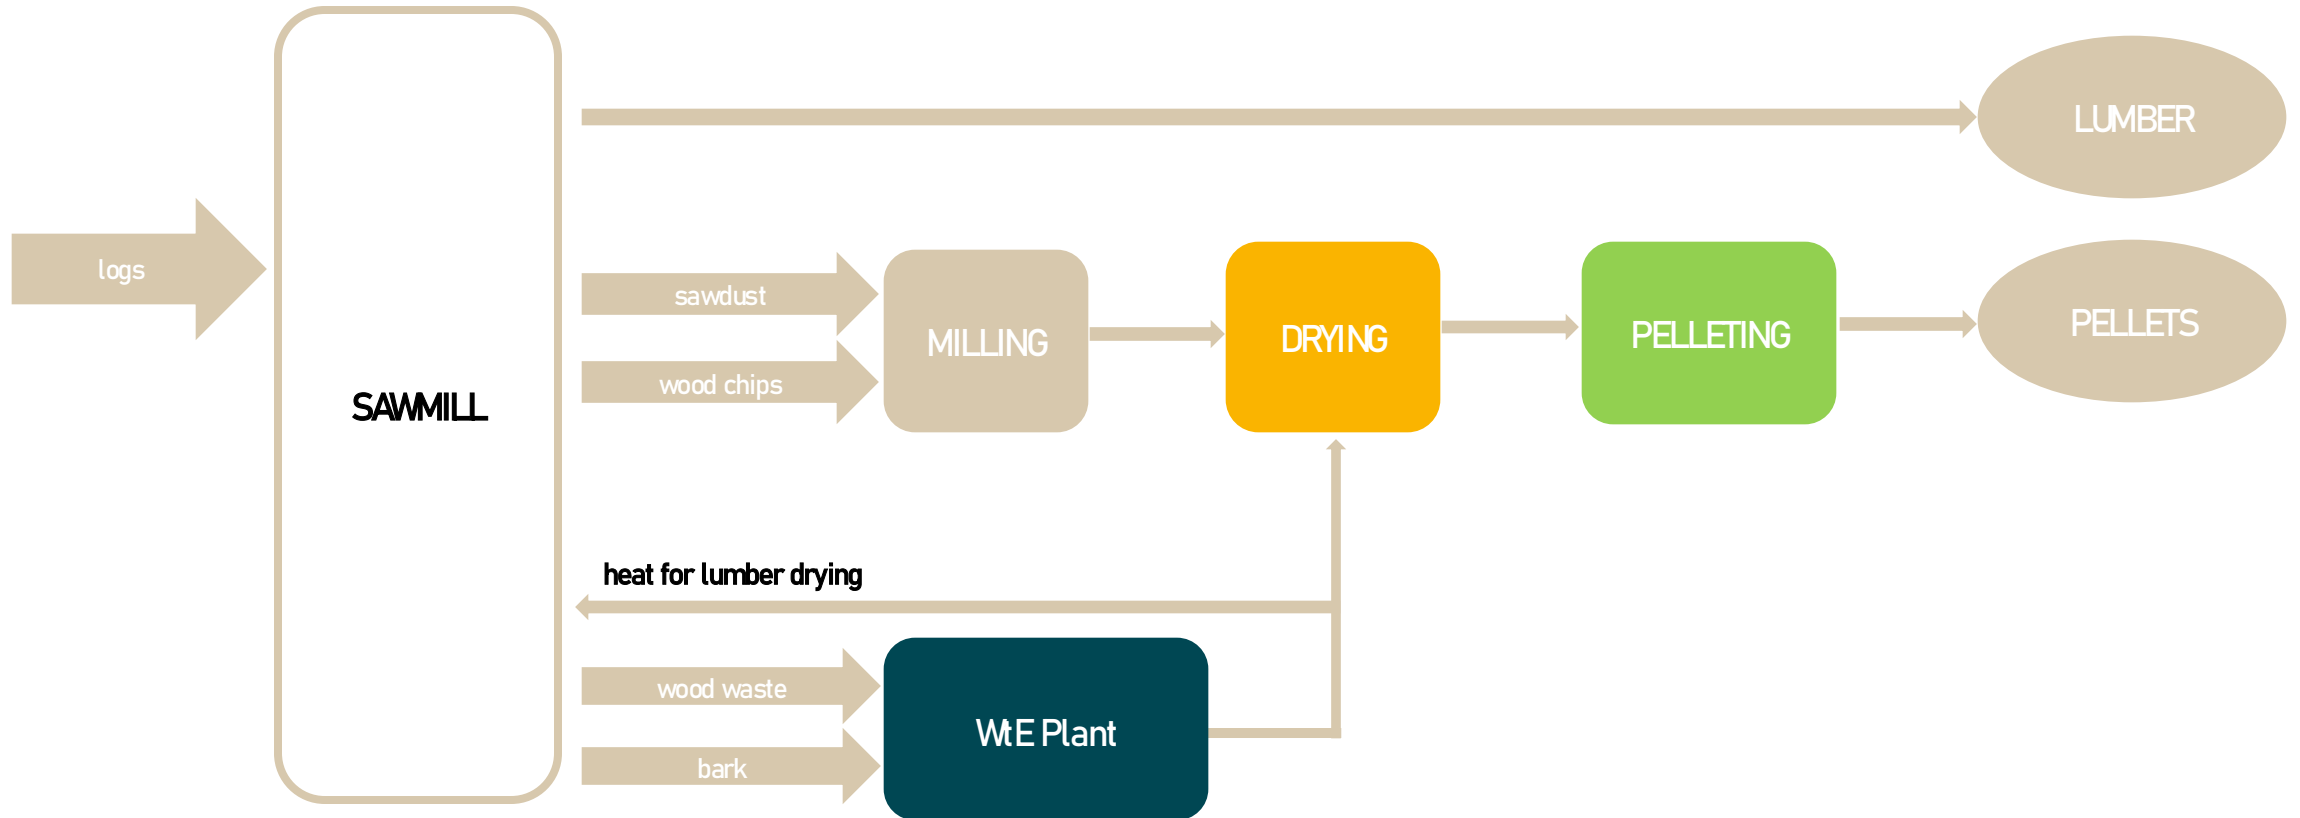 LUMBER
logs
sawdust
MILLING
DRYING
PELLETING
PELLETS
wood chips
SAWMILL
heat for lumber drying
wood waste
WtE Plant
bark